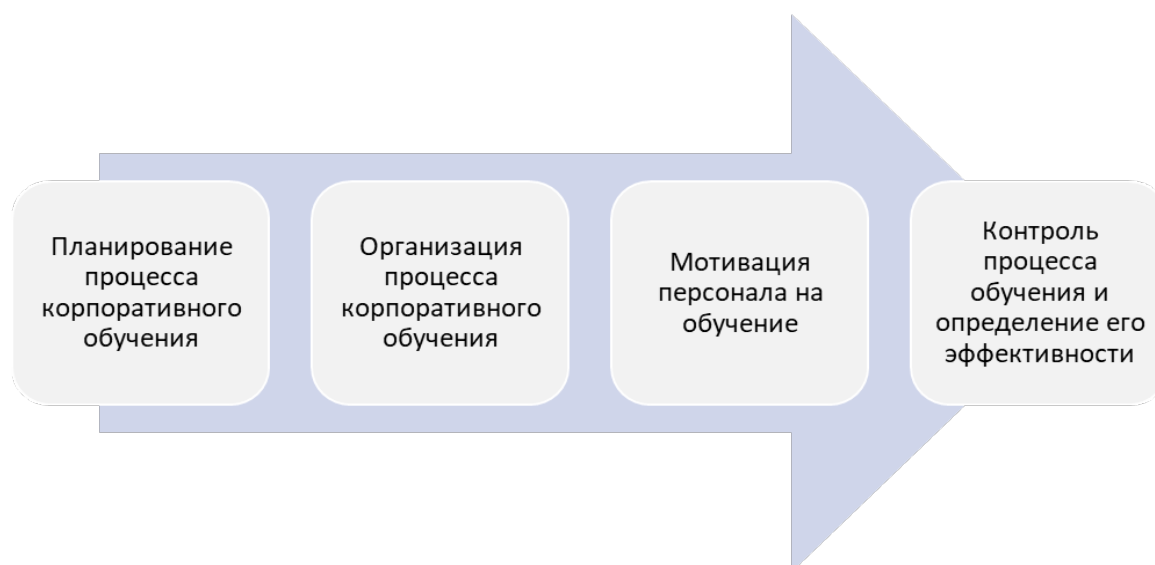 Планирование
процесса
корпоративного
обучения
Организация
процесса
корпоративного
обучения
Мотивация
персонала на
обучение
Контроль
процесса
обучения и
определение его
эффективности